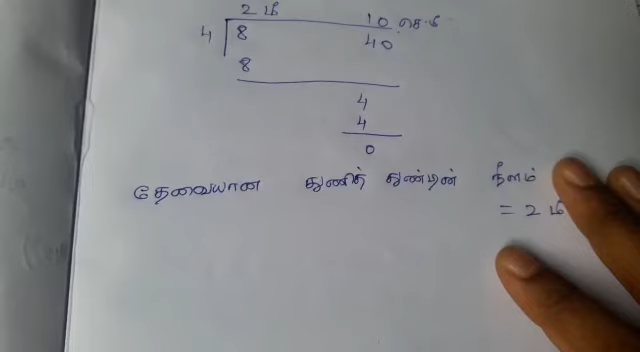 2 மீ 10 செ.மீ
4 8 40
8
4
4
0
தேவையான துணித் துண்டின் நீளம்
= 2 மீ